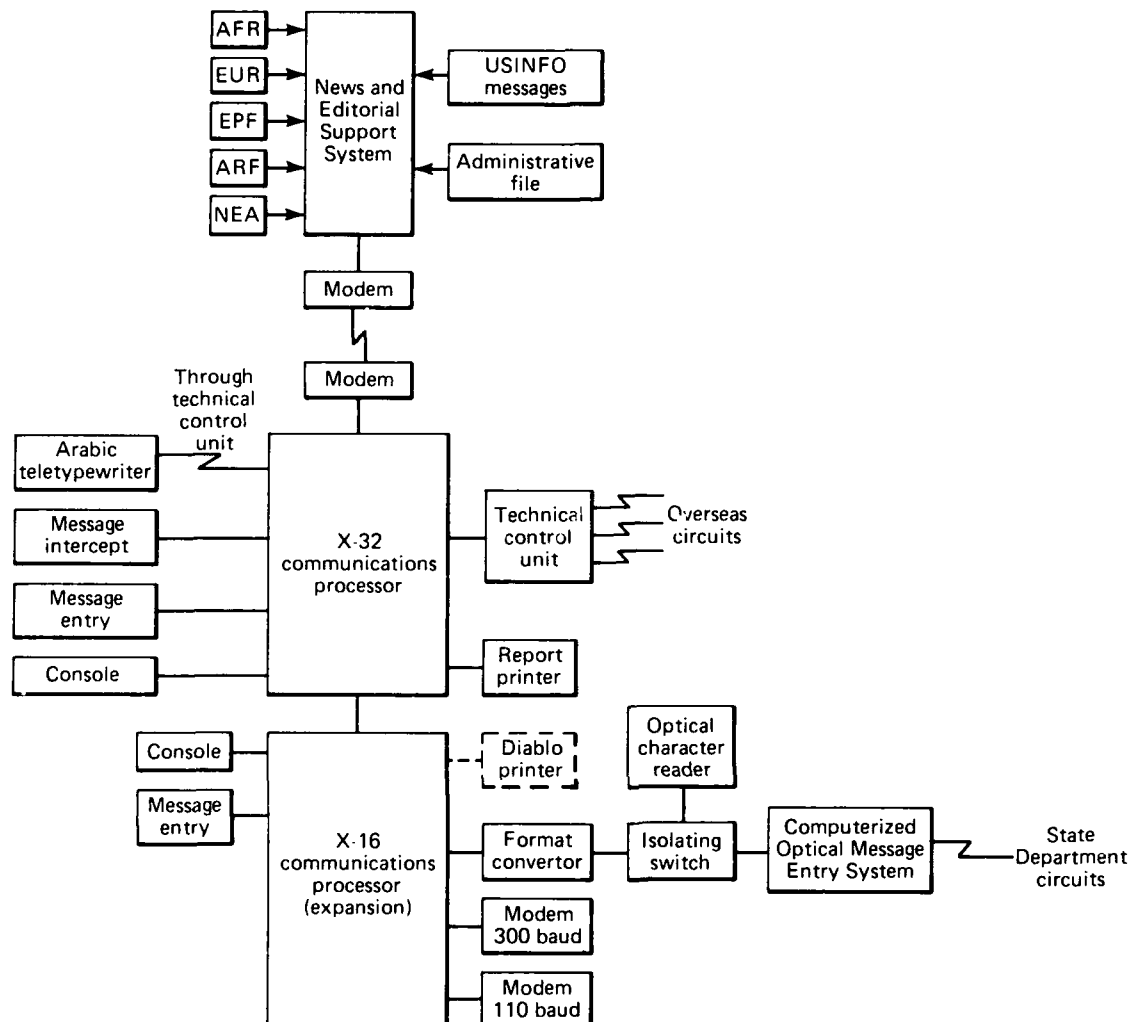 AFR
EUR
EPF
ARF
NEA
News and
Editorial
Support
System
USINFO
messages
Administrative
file
Modem
Modem
Through
technical
control
unit
Arabic
teletypewriter
Message
intercept
Message
entry
Console
X-32
communications
processor
Technical
control
unit
Overseas
circuits
Report
printer
Console
Message
entry
X-16
communications
processor
(expansion)
Diablo
printer
Optical
character
reader
Format
convertor
Isolating
switch
Computerized
Optical Message
Entry System
State
Department
circuits
Modem
300 baud
Modem
110 baud